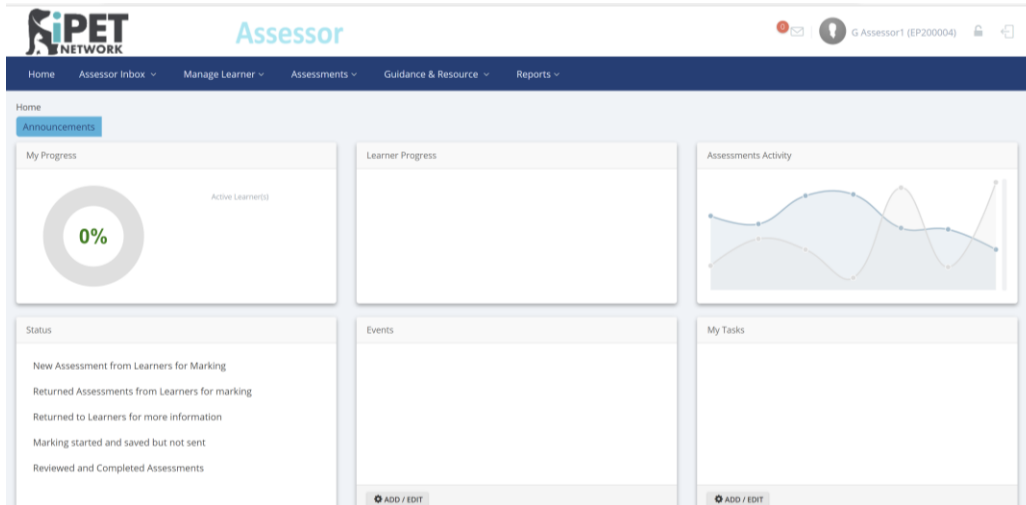 iPET
NETWORK
Assessor
0
G Assessor1 (EP200004)
Home Assessor Inbox Manage Learner Assessments Guidance & Resource Reports
Home
Announcements
My Progress
Active Learner(s)
0%
Learner Progress
Assessments Activity
Status
New Assessment from Learners for Marking
Returned Assessments from Learners for marking
Returned to Learners for more information
Marking started and saved but not sent
Reviewed and Completed Assessments
Events
ADD / EDIT
My Tasks
ADD / EDIT